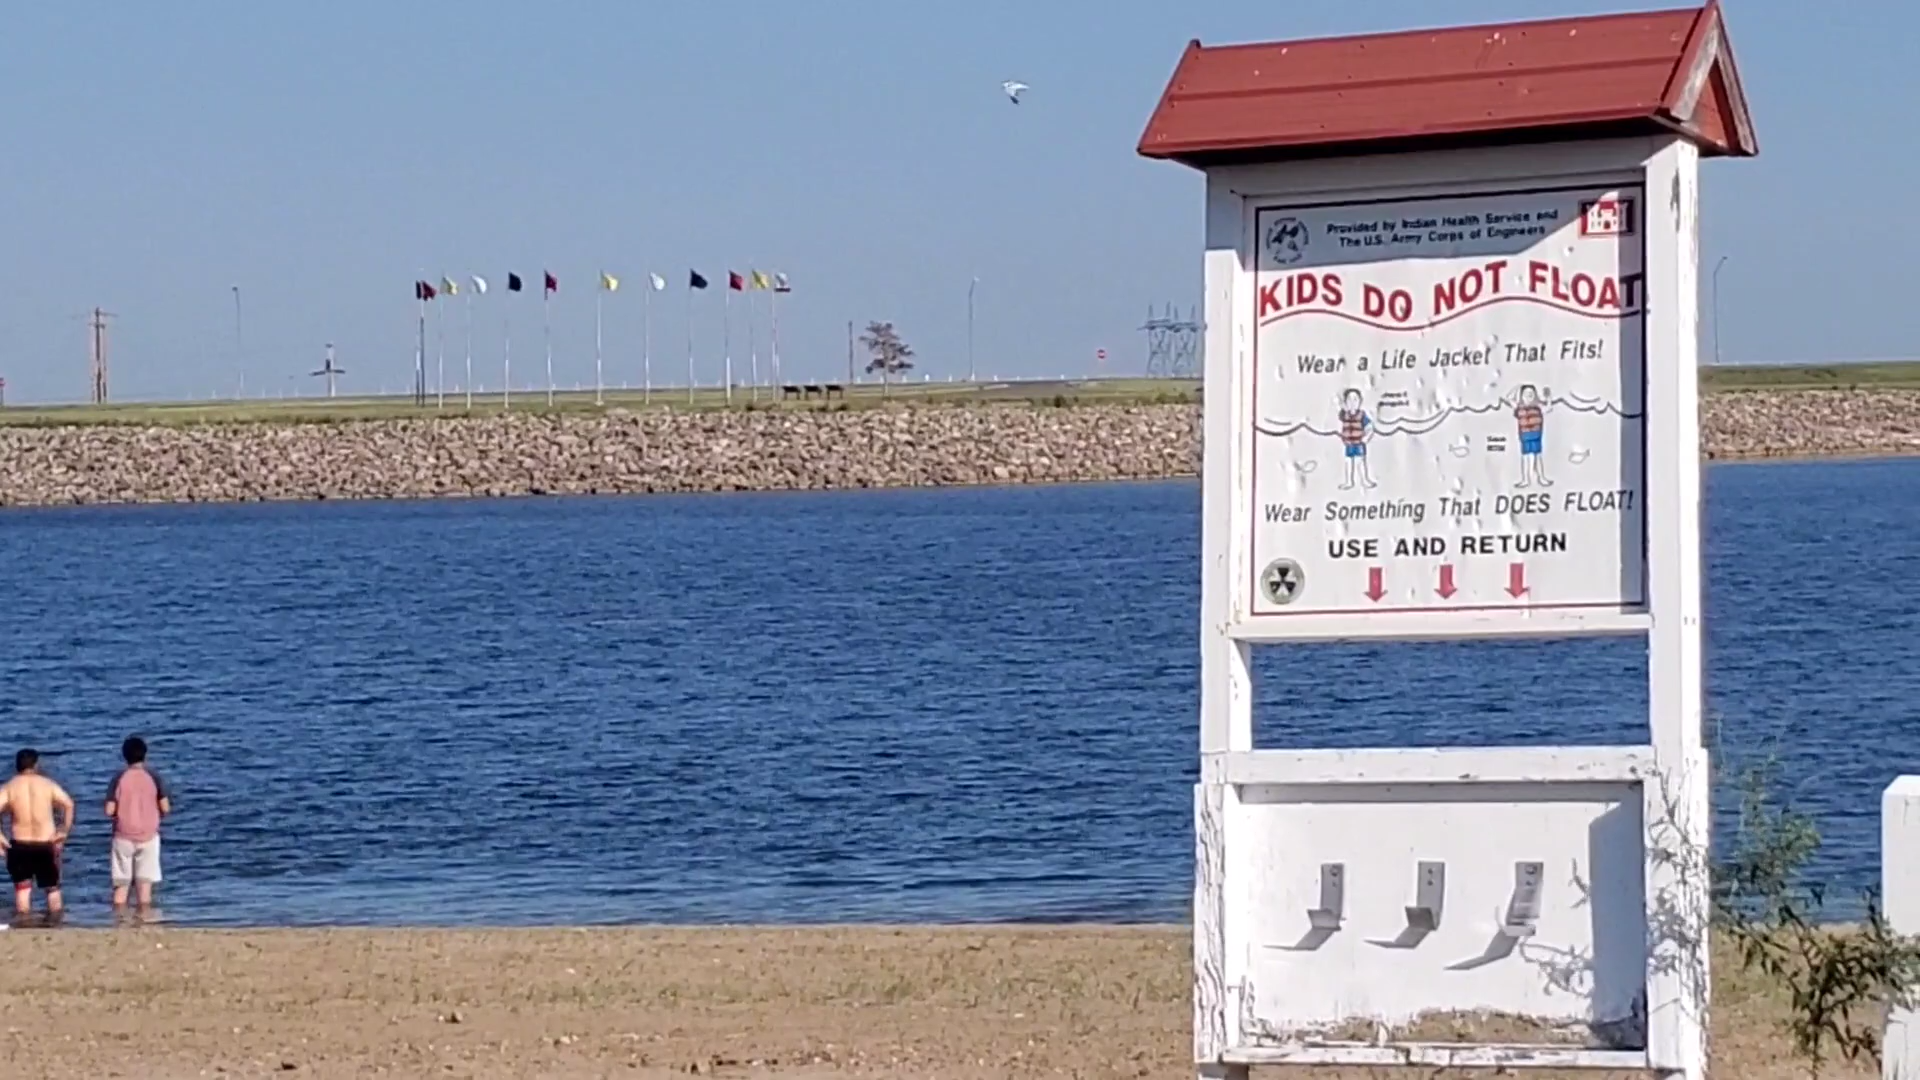 Provided by Indian Health Service and
The U.S. Army Corps of Engineers
KIDS DO NOT FLOAT
Wear a Life Jacket That Fits!
Wear Something That DOES FLOAT!
USE AND RETURN